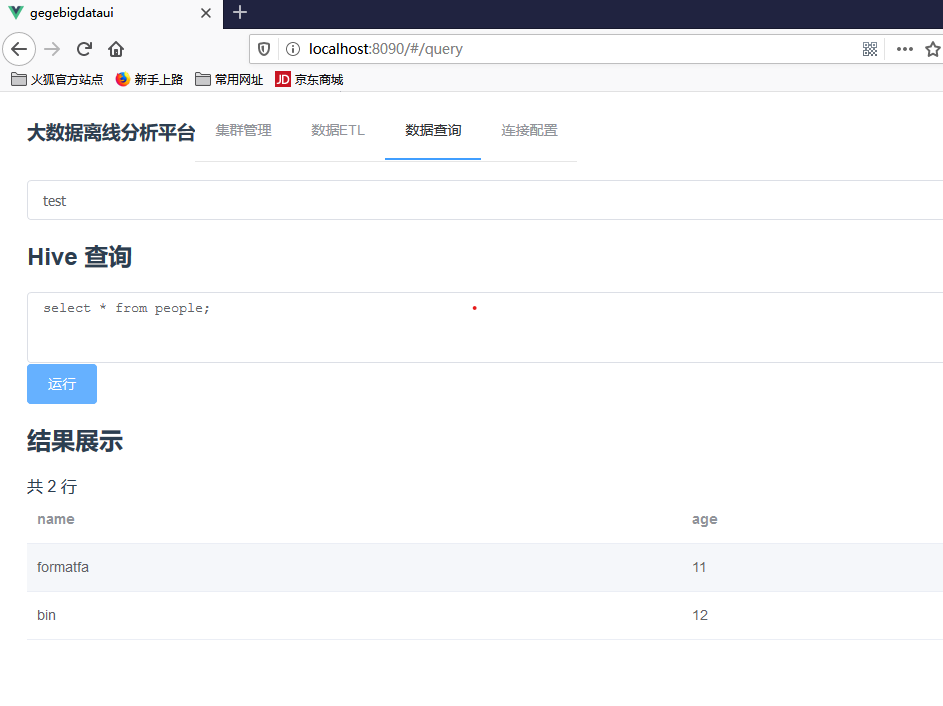 gegebigdataui
localhost:8090/#/query
火狐官方站点 新手上路 常用网址 JD 京东商城
大数据离线分析平台 集群管理 数据ETL 数据查询 连接配置
test
Hive 查询
select * from people;
运行
结果展示
共 2 行
name age
formatfa 11
bin 12